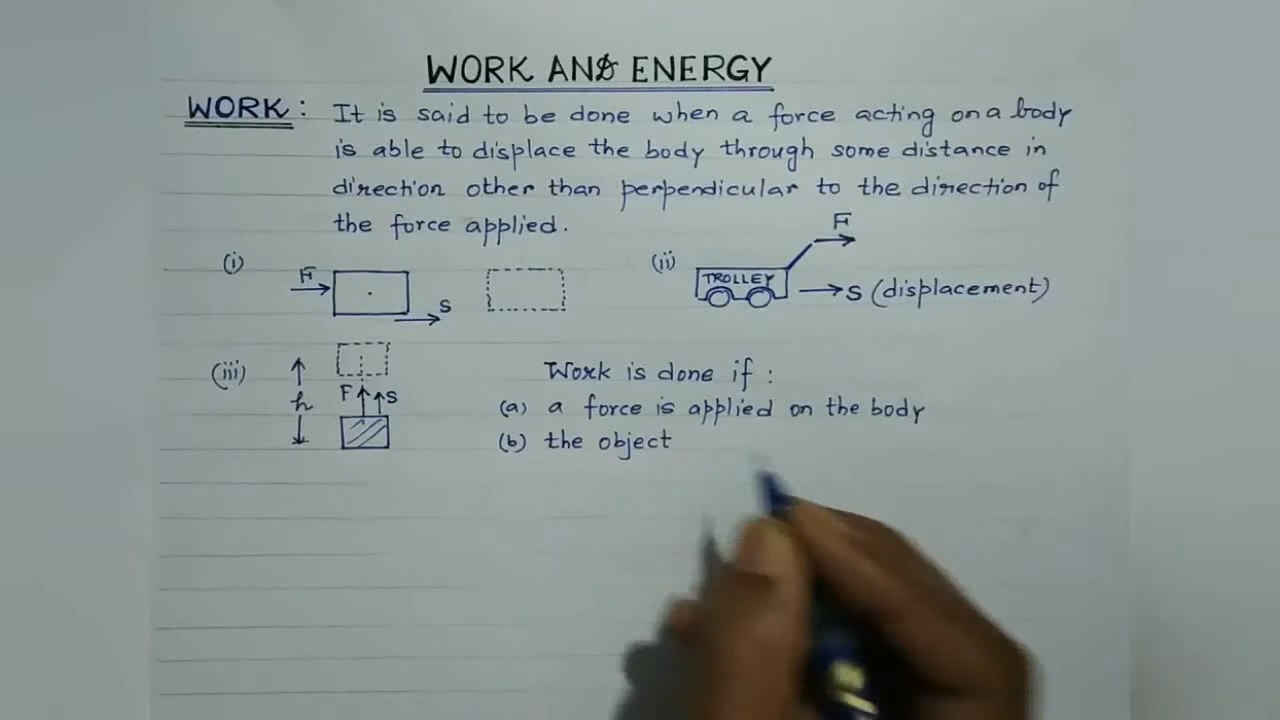 WORK AND ENERGY
WORK : It is said to be done when a force acting on a body
is able to displace the body through some distance in
direction other than perpendicular to the direction of
the force applied.
(i) F S
(ii) F TROLLEY S (displacement)
(iii) h F S
Work is done if :
(a) a force is applied on the body
(b) the object